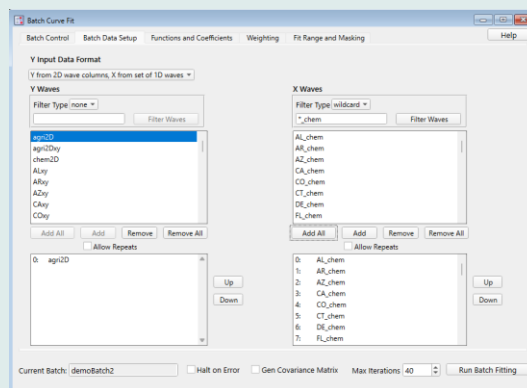 Batch Curve Fit
Batch Control Batch Data Setup Functions and Coefficients Weighting Fit Range and Masking Help
Y Input Data Format
Y from 2D wave columns, X from set of 1D waves
Y Waves
Filter Type none
Filter Waves
agri2D
agri2Dxy
chem2D
ALxy
ARxy
AZxy
CAxy
COxy
Add All Add Remove Remove All
Allow Repeats
0: agri2D
Up
Down
X Waves
Filter Type wildcard
*_chem Filter Waves
AL_chem
AR_chem
AZ_chem
CA_chem
CO_chem
CT_chem
DE_chem
FL_chem
Add All Add Remove Remove All
Allow Repeats
0: AL_chem
1: AR_chem
2: AZ_chem
3: CA_chem
4: CO_chem
5: CT_chem
6: DE_chem
7: FL_chem
Up
Down
Current Batch: demoBatch2 Halt on Error Gen Covariance Matrix Max Iterations 40 Run Batch Fitting